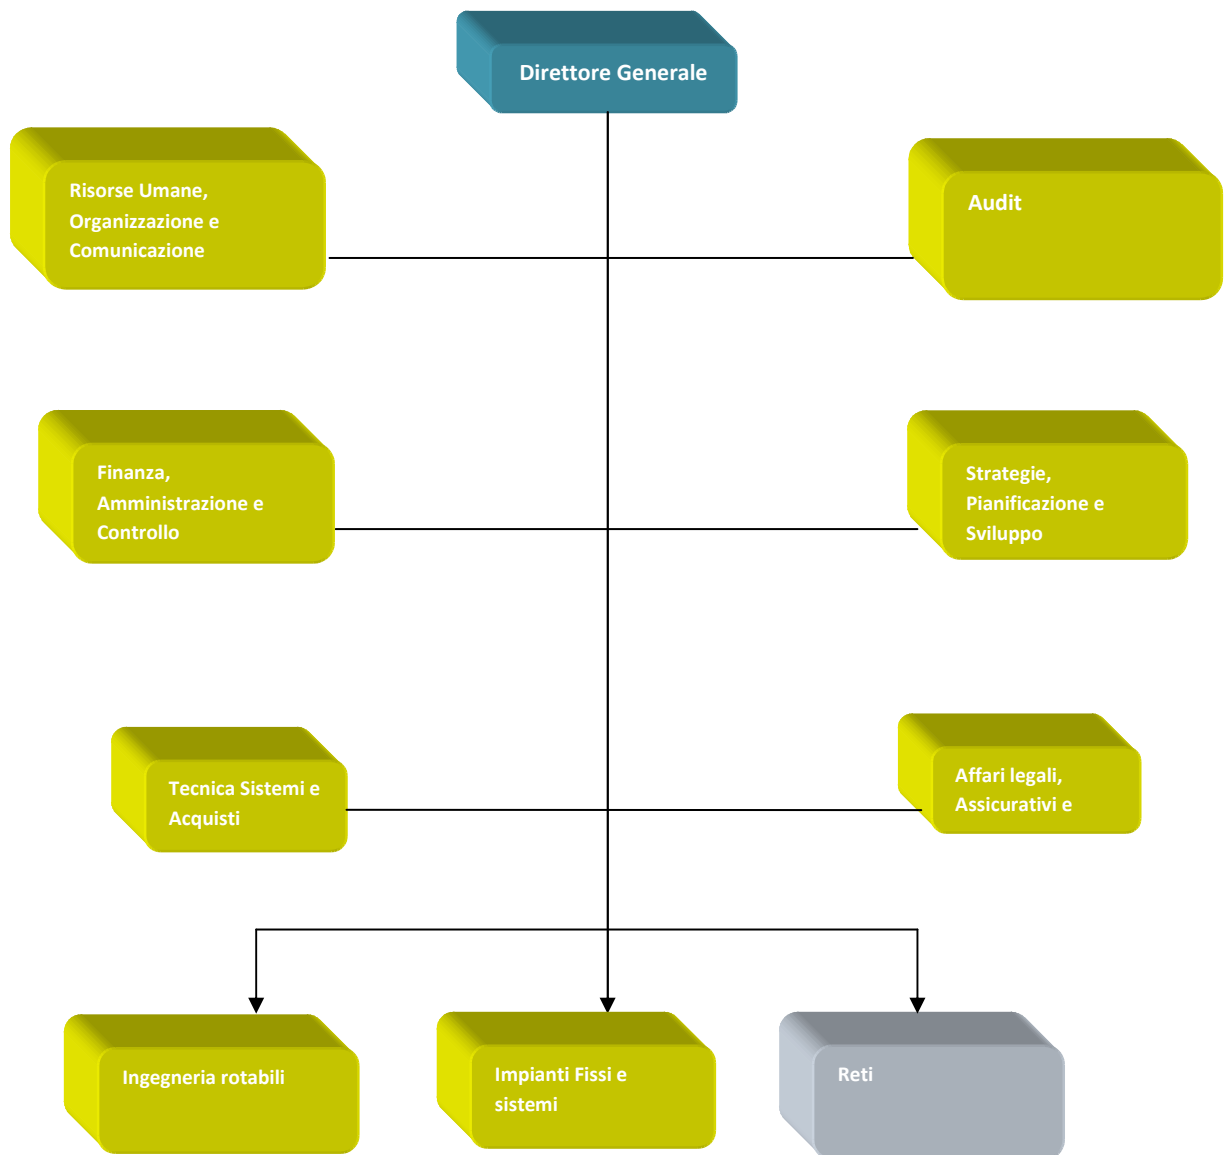 Direttore Generale
Risorse Umane,
Organizzazione e
Comunicazione
Audit
Finanza,
Amministrazione e
Controllo
Strategie,
Pianificazione e
Sviluppo
Tecnica Sistemi e
Acquisti
Affari legali,
Assicurativi e
Ingegneria rotabili
Impianti Fissi e
sistemi
Reti